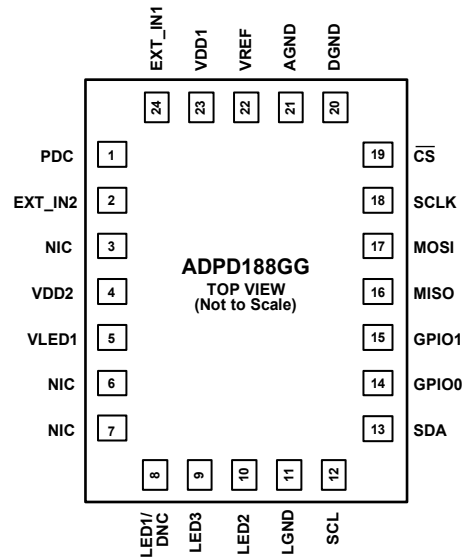 EXT_IN1
VDD1
VREF
AGND
DGND
24
23
22
21
20
PDC 1
19 CS
EXT_IN2 2
18 SCLK
NIC 3
17 MOSI
ADPD188GG
TOP VIEW
(Not to Scale)
VDD2 4
16 MISO
VLED1 5
15 GPIO1
NIC 6
14 GPIO0
NIC 7
13 SDA
8
9
10
11
12
LED1/
DNC
LED3
LED2
LGND
SCL